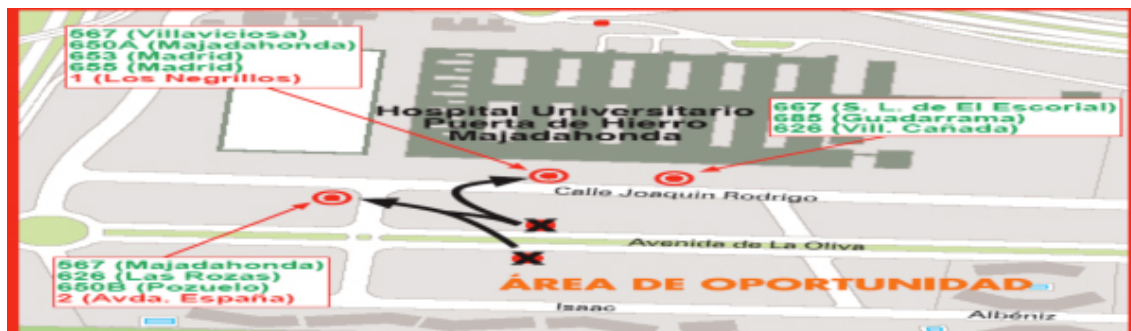 567 (Villaviciosa)
650A (Majadahonda)
653 (Madrid)
655 (Madrid)
1 (Los Negrillos)
Hospital Universitario
Puerta de Hierro
Majadahonda
667 (S. L. de El Escorial)
685 (Guadarrama)
626 (Vill. Cañada)
Calle Joaquin Rodrigo
Avenida de La Oliva
567 (Majadahonda)
626 (Las Rozas)
650B (Pozuelo)
2 (Avda. España)
ÁREA DE OPORTUNIDAD
Isaac Albéniz